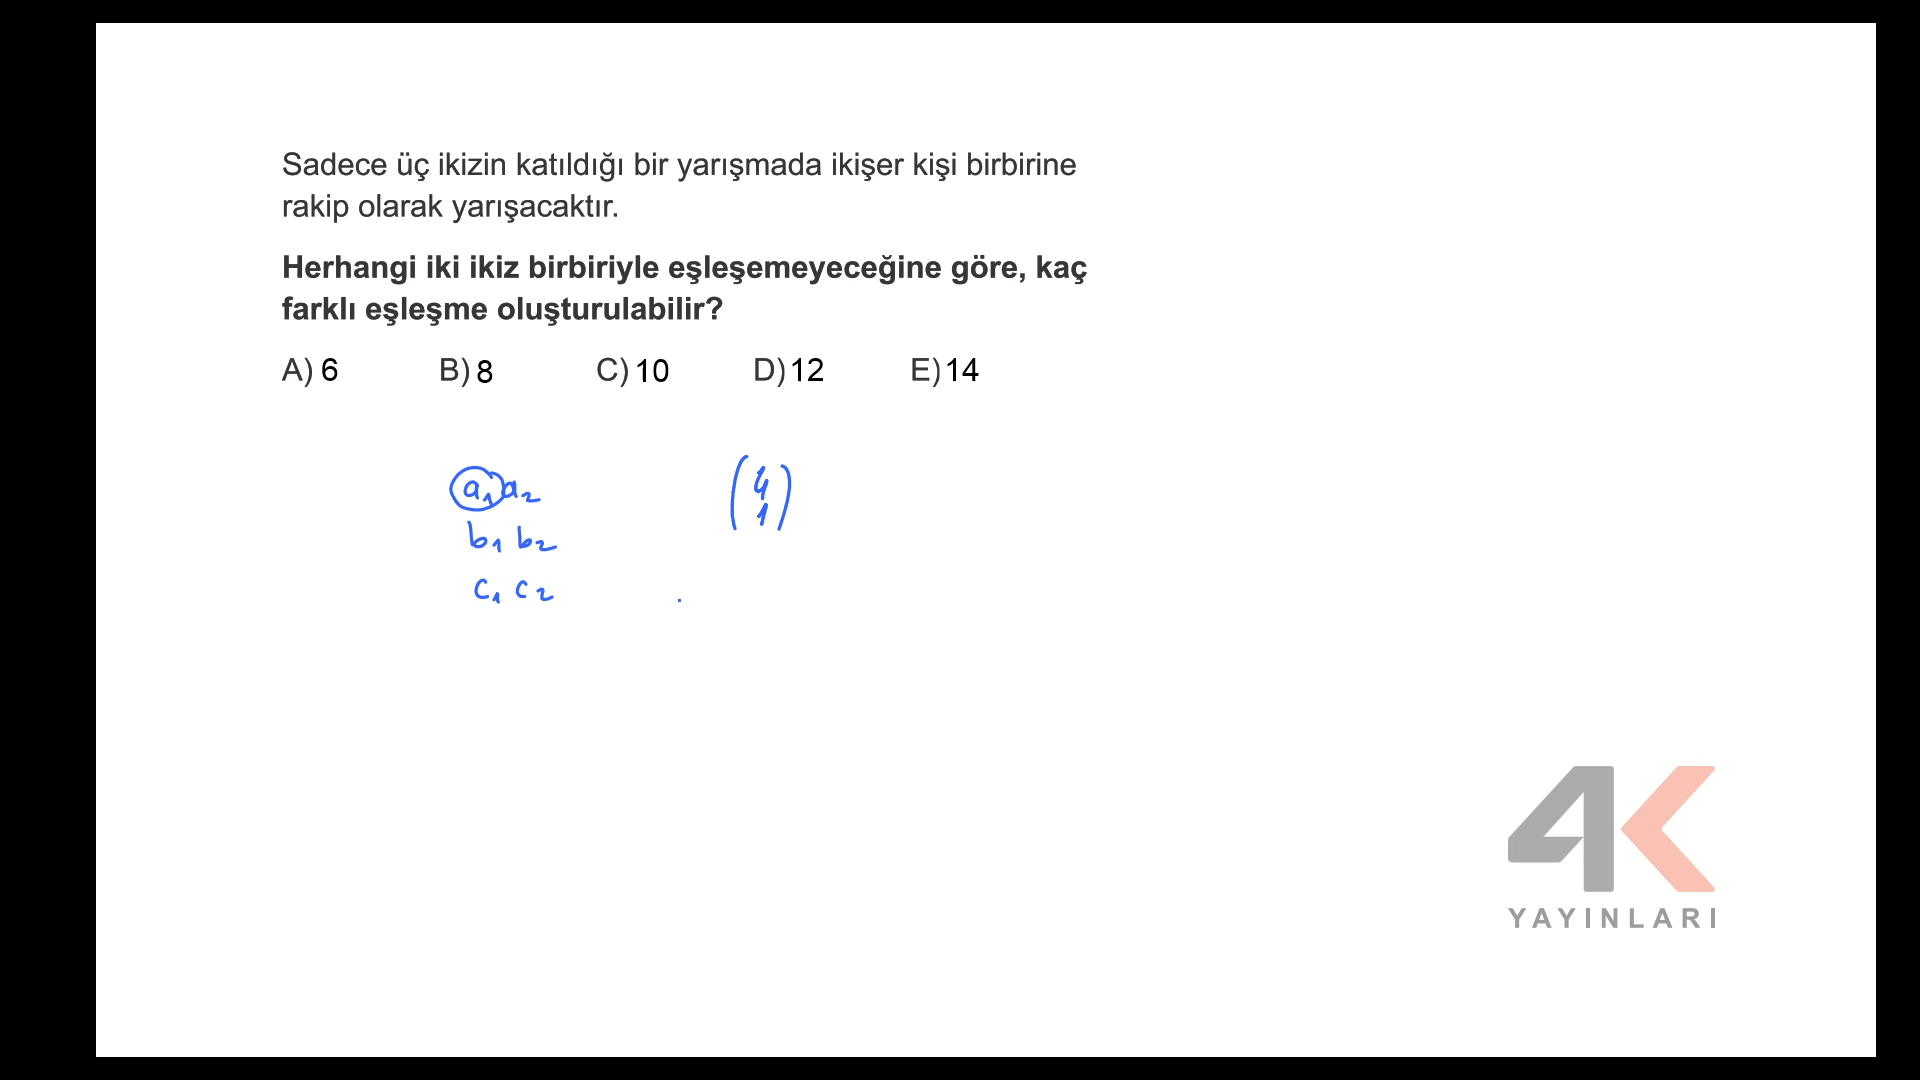 Sadece üç ikizin katıldığı bir yarışmada ikişer kişi birbirine
rakip olarak yarışacaktır.
Herhangi iki ikiz birbiriyle eşleşemeyeceğine göre, kaç
farklı eşleşme oluşturulabilir?
A) 6 B) 8 C) 10 D) 12 E) 14
a₁ a₂ (4 1)
b₁ b₂
c₁ c₂
4K
YAYINLARI